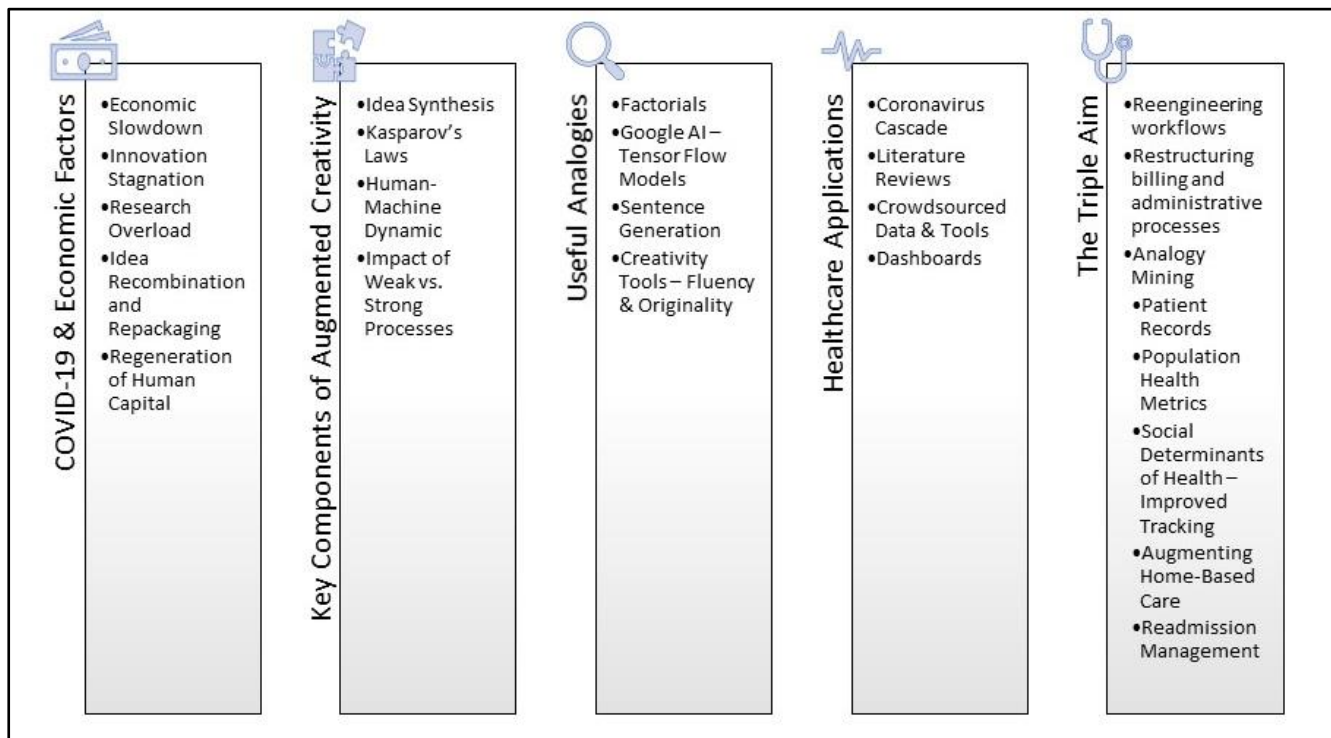 COVID-19 & Economic Factors
•Economic
Slowdown
•Innovation
Stagnation
•Research
Overload
•Idea
Recombination
and
Repackaging
•Regeneration
of Human
Capital
Key Components of Augmented Creativity
•Idea Synthesis
•Kasparov’s
Laws
•Human-
Machine
Dynamic
•Impact of
Weak vs.
Strong
Processes
Useful Analogies
•Factorials
•Google AI –
Tensor Flow
Models
•Sentence
Generation
•Creativity
Tools – Fluency
& Originality
Healthcare Applications
•Coronavirus
Cascade
•Literature
Reviews
•Crowdsourced
Data & Tools
•Dashboards
The Triple Aim
•Reengineering
workflows
•Restructuring
billing and
administrative
processes
•Analogy
Mining
•Patient
Records
•Population
Health
Metrics
•Social
Determinants
of Health –
Improved
Tracking
•Augmenting
Home-Based
Care
•Readmission
Management